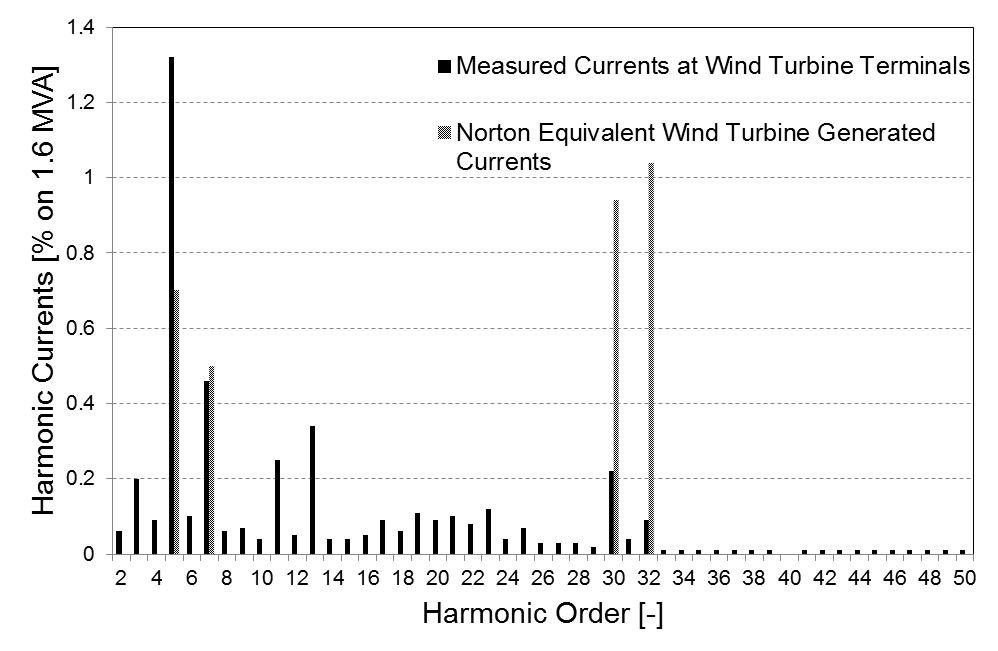 Harmonic Currents [% on 1.6 MVA]
1.4
1.2
1
0.8
0.6
0.4
0.2
0
Measured Currents at Wind Turbine Terminals
Norton Equivalent Wind Turbine Generated
Currents
2 4 6 8 10 12 14 16 18 20 22 24 26 28 30 32 34 36 38 40 42 44 46 48 50
Harmonic Order [-]